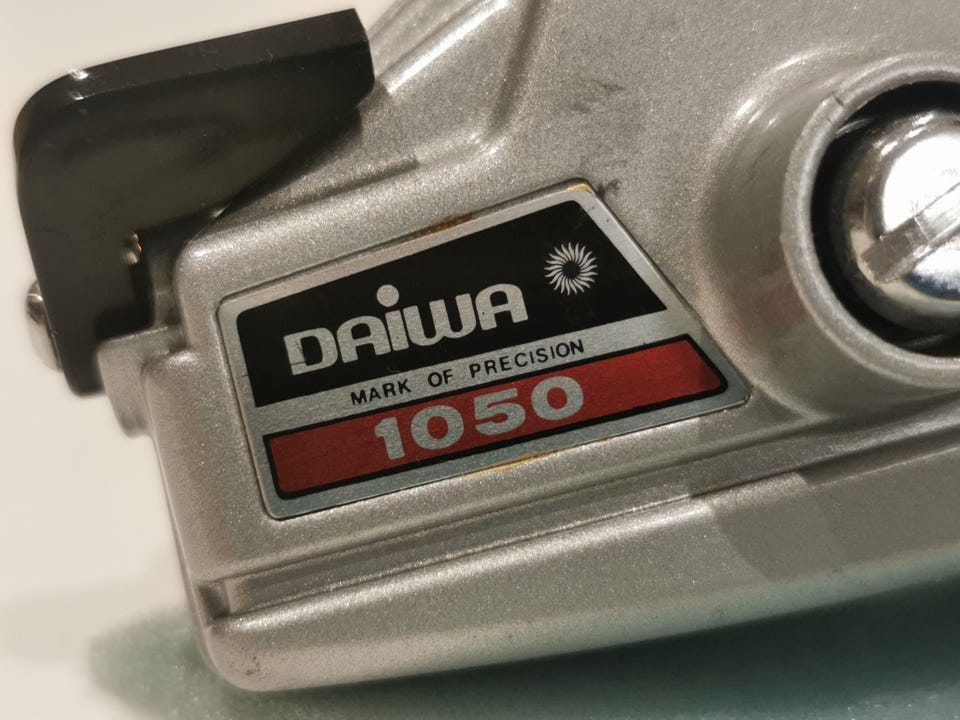 DAiWA
MARK OF PRECISION
1050